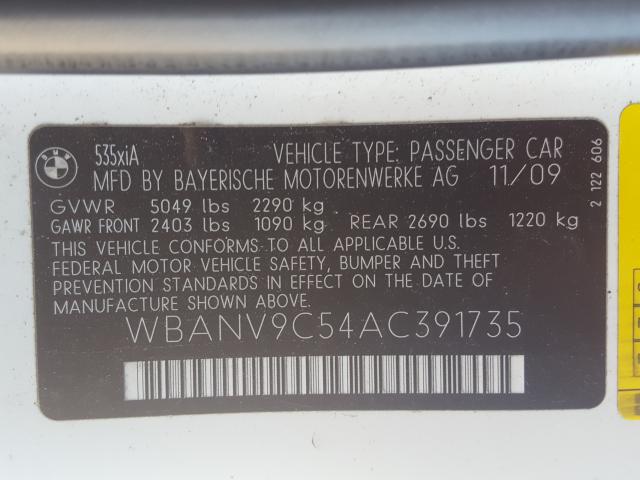 BMW
535xiA
VEHICLE TYPE: PASSENGER CAR
MFD BY BAYERISCHE MOTORENWERKE AG 11/09
GVWR 5049 lbs 2290 kg
GAWR FRONT 2403 lbs 1090 kg REAR 2690 lbs 1220 kg
THIS VEHICLE CONFORMS TO ALL APPLICABLE U.S.
FEDERAL MOTOR VEHICLE SAFETY, BUMPER AND THEFT
PREVENTION STANDARDS IN EFFECT ON THE DATE
OF MANUFACTURE SHOWN ABOVE.
WBANV9C54AC391735
2 122 606